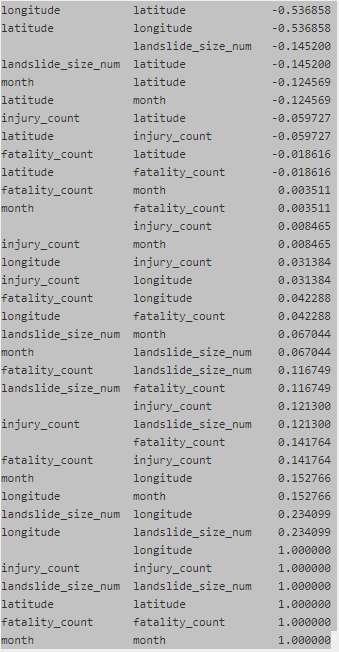 longitude latitude -0.536858
latitude longitude -0.536858
landslide_size_num -0.145200
landslide_size_num latitude -0.145200
month latitude -0.124569
latitude month -0.124569
injury_count latitude -0.059727
latitude injury_count -0.059727
fatality_count latitude -0.018616
latitude fatality_count -0.018616
fatality_count month 0.003511
month fatality_count 0.003511
injury_count 0.008465
injury_count month 0.008465
longitude injury_count 0.031384
injury_count longitude 0.031384
fatality_count longitude 0.042288
longitude fatality_count 0.042288
landslide_size_num month 0.067044
month landslide_size_num 0.067044
fatality_count landslide_size_num 0.116749
landslide_size_num fatality_count 0.116749
injury_count 0.121300
injury_count landslide_size_num 0.121300
fatality_count 0.141764
fatality_count injury_count 0.141764
month longitude 0.152766
longitude month 0.152766
landslide_size_num longitude 0.234099
longitude landslide_size_num 0.234099
longitude 1.000000
injury_count injury_count 1.000000
landslide_size_num landslide_size_num 1.000000
latitude latitude 1.000000
fatality_count fatality_count 1.000000
month month 1.000000